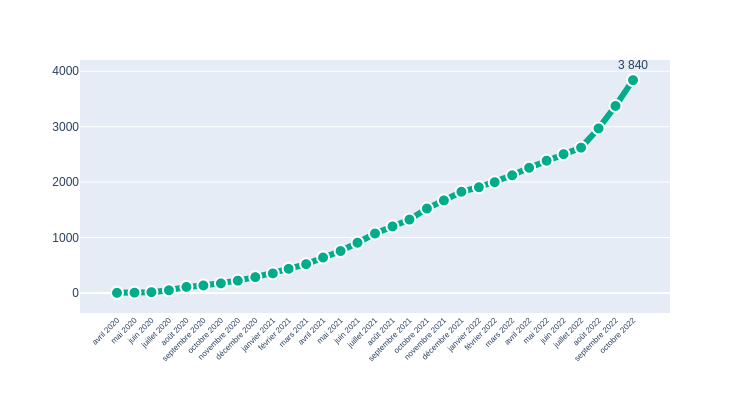 3 840
4000
3000
2000
1000
0
avril 2020
mai 2020
juin 2020
juillet 2020
août 2020
septembre 2020
octobre 2020
novembre 2020
décembre 2020
janvier 2021
février 2021
mars 2021
avril 2021
mai 2021
juin 2021
juillet 2021
août 2021
septembre 2021
octobre 2021
novembre 2021
décembre 2021
janvier 2022
février 2022
mars 2022
avril 2022
mai 2022
juin 2022
juillet 2022
août 2022
septembre 2022
octobre 2022